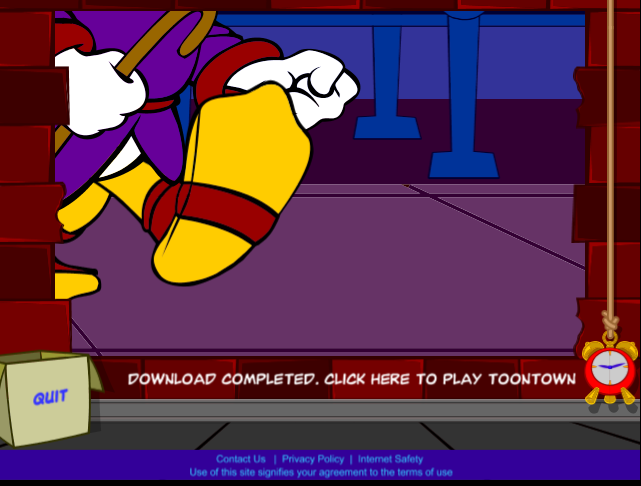 DOWNLOAD COMPLETED. CLICK HERE TO PLAY TOONTOWN
QUIT
Contact Us | Privacy Policy | Internet Safety
Use of this site signifies your agreement to the terms of use